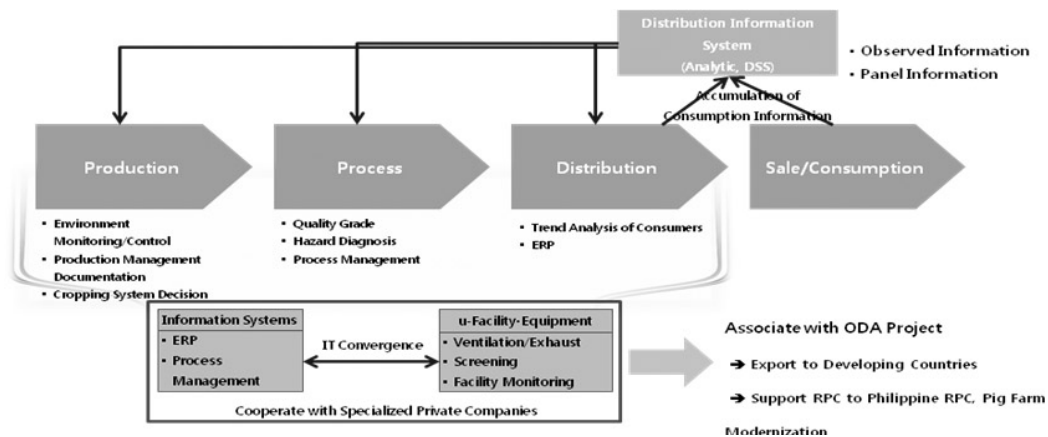 Distribution Information
System
(Analytic, DSS)
• Observed Information
• Panel Information
Accumulation of
Consumption Information
Production
Process
Distribution
Sale/Consumption
• Environment
Monitoring/Control
• Production Management
Documentation
• Cropping System Decision
• Quality Grade
• Hazard Diagnosis
• Process Management
• Trend Analysis of Consumers
• ERP
Information Systems
• ERP
• Process
Management
IT Convergence
u-Facility-Equipment
• Ventilation/Exhaust
• Screening
• Facility Monitoring
Cooperate with Specialized Private Companies
Associate with ODA Project
➔ Export to Developing Countries
➔ Support RPC to Philippine RPC, Pig Farm
Modernization